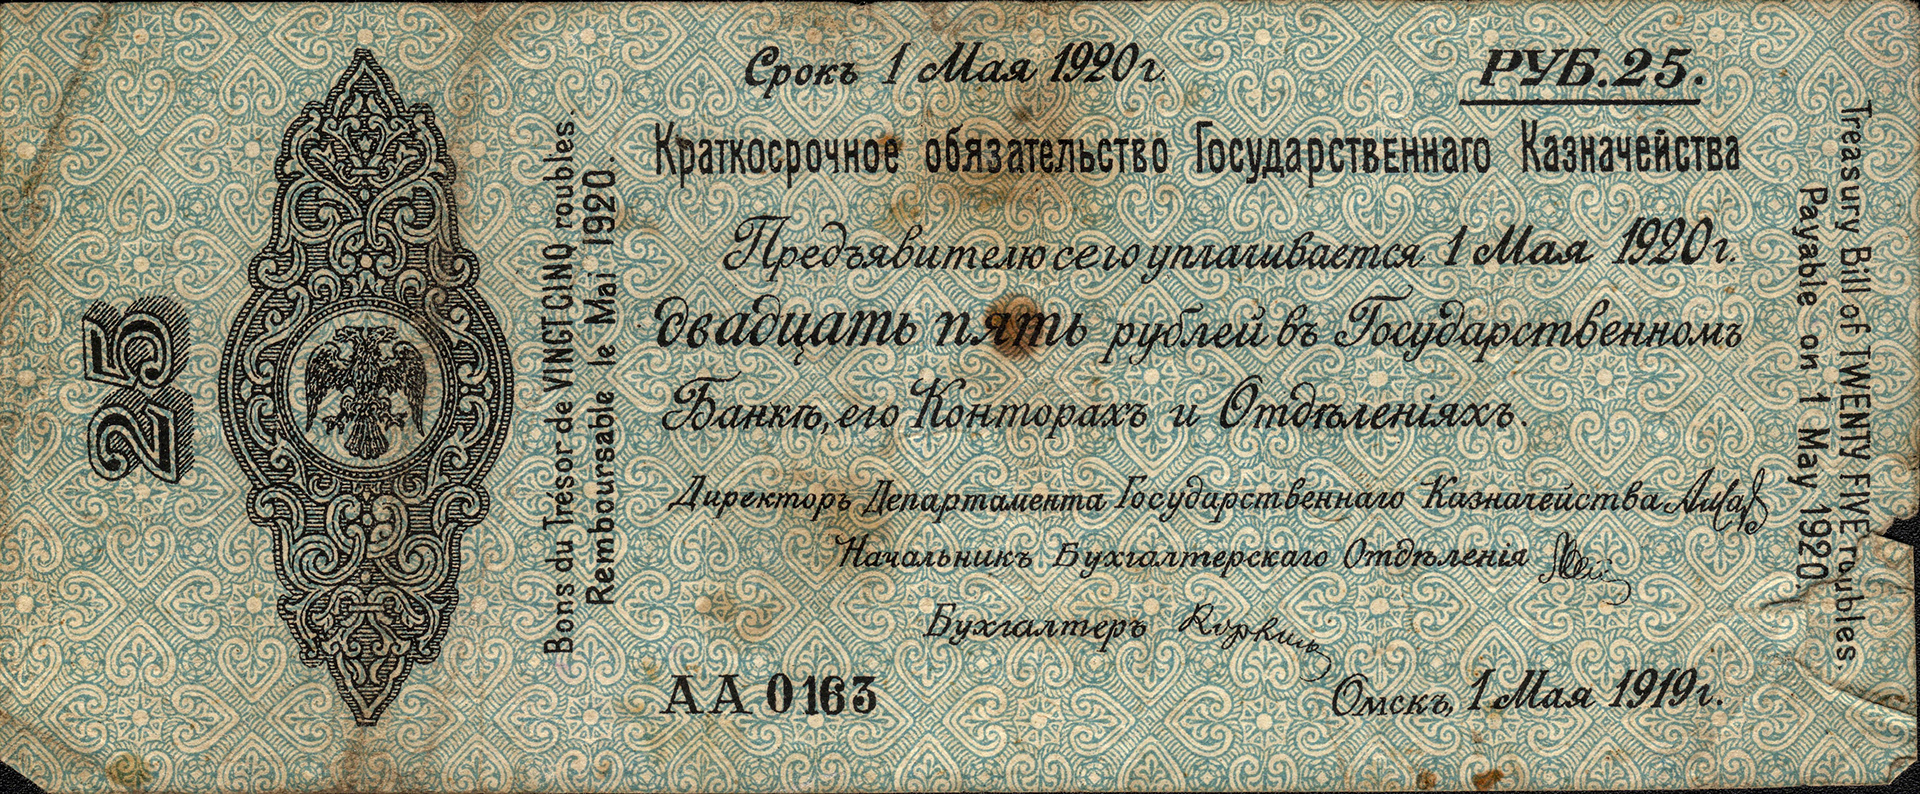 25
Bons du Trésor de VINGT CINQ roubles.
Remboursable le Mai 1920.
Срокъ 1 Мая 1920 г.
РУБ. 25.
Краткосрочное обязательство Государственнаго Казначейства
Предъявителю сего уплачивается 1 Мая 1920 г.
двадцать пять рублей въ Государственномъ
Банкѣ, его Конторахъ и Отдѣленіяхъ.
Директоръ Департамента Государственнаго Казначейства
Начальникъ Бухгалтерскаго Отдѣленія
Бухгалтеръ
АА 0163
Омскъ, 1 Мая 1919 г.
Treasury Bill of TWENTY FIVE roubles.
Payable on 1 May 1920